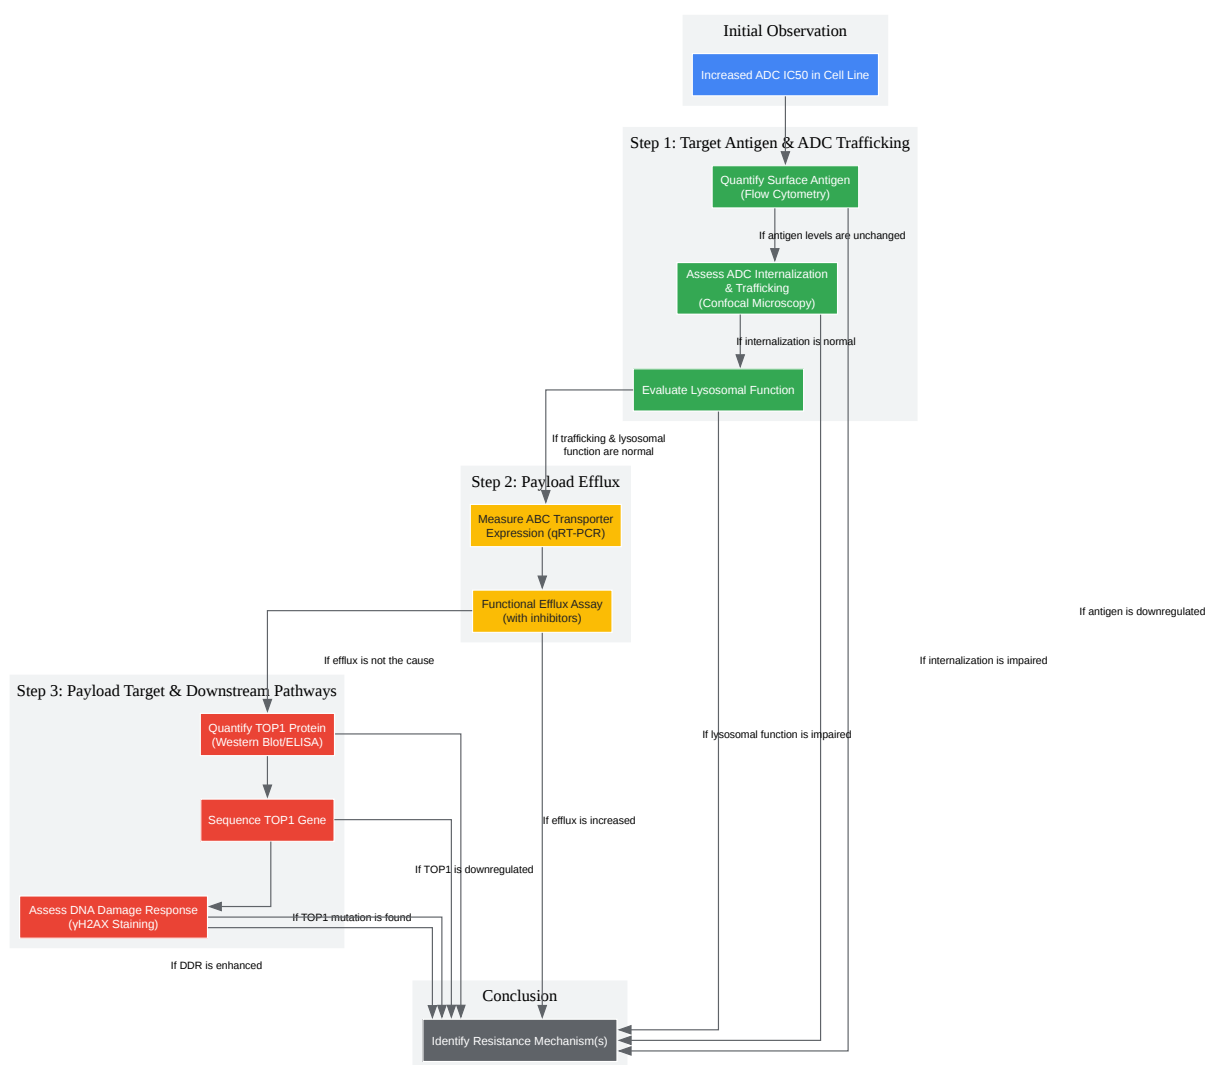 Initial Observation
Increased ADC IC50 in Cell Line
Step 1: Target Antigen & ADC Trafficking
Quantify Surface Antigen
(Flow Cytometry)
If antigen levels are unchanged
Assess ADC Internalization
& Trafficking
(Confocal Microscopy)
If internalization is normal
Evaluate Lysosomal Function
If trafficking & lysosomal
function are normal
Step 2: Payload Efflux
Measure ABC Transporter
Expression (qRT-PCR)
Functional Efflux Assay
(with inhibitors)
If antigen is downregulated
If efflux is not the cause
If internalization is impaired
Step 3: Payload Target & Downstream Pathways
Quantify TOP1 Protein
(Western Blot/ELISA)
If lysosomal function is impaired
Sequence TOP1 Gene
If efflux is increased
If TOP1 is downregulated
Assess DNA Damage Response
(γH2AX Staining)
If TOP1 mutation is found
If DDR is enhanced
Conclusion
Identify Resistance Mechanism(s)